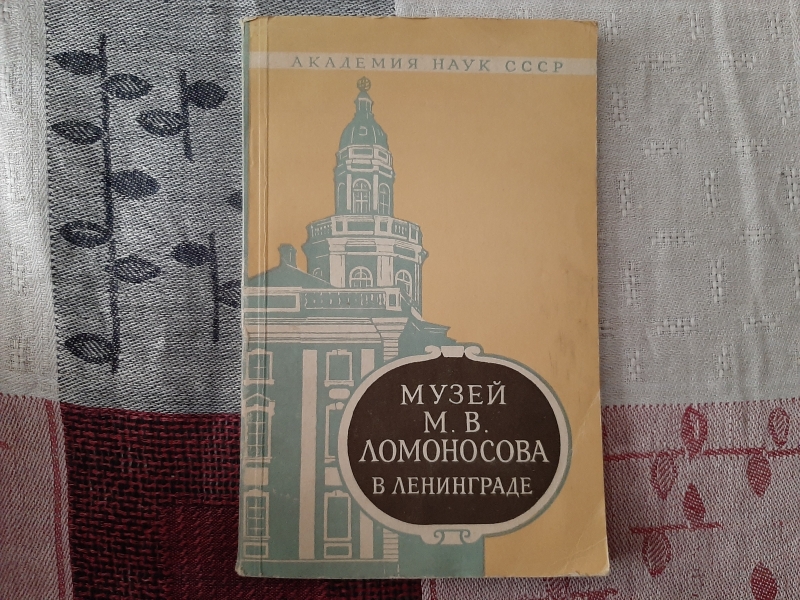 АКАДЕМИЯ НАУК СССР
МУЗЕЙ
М. В.
ЛОМОНОСОВА
В ЛЕНИНГРАДЕ